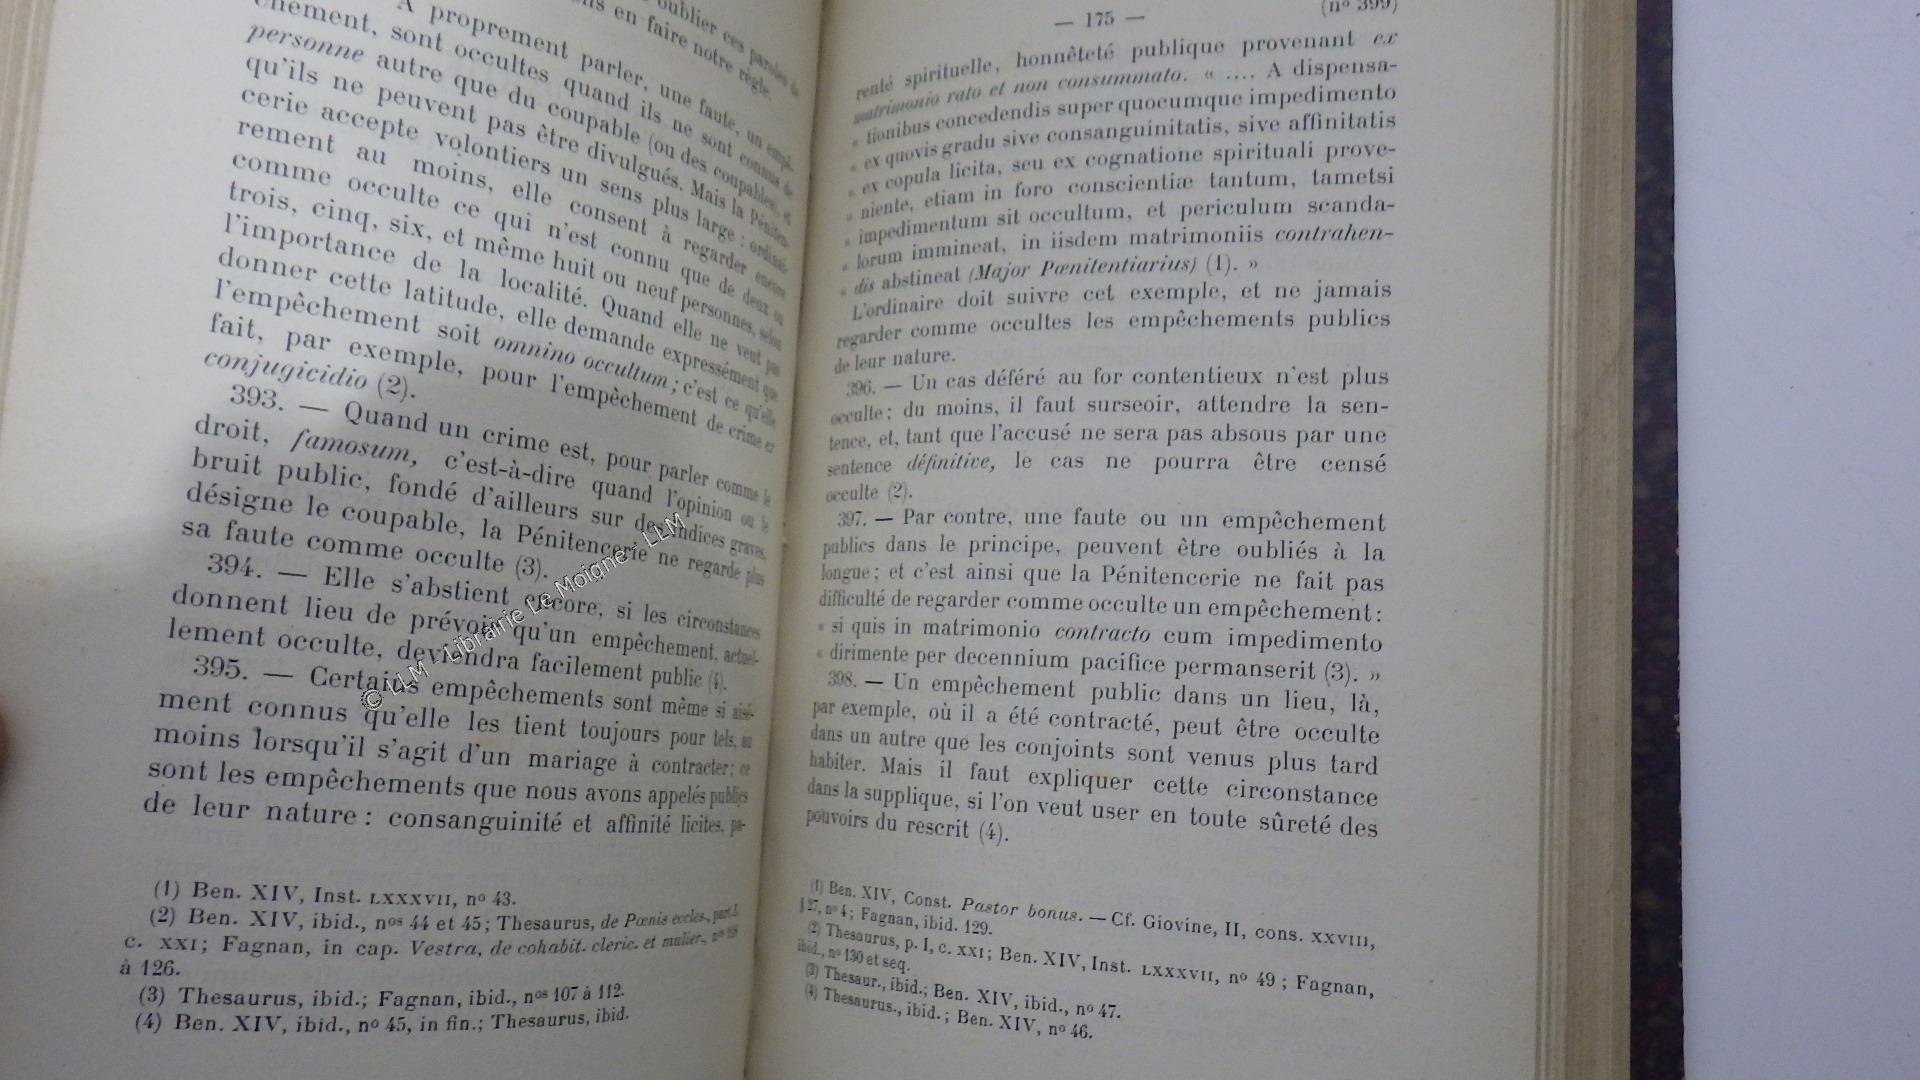 oublier ces paroles de
en faire notre règle.
A proprement parler, une faute, un empê-
chement, sont occultes quand ils ne sont connus de
personne autre que du coupable (ou des coupables), et
qu'ils ne peuvent pas être divulgués. Mais la Péniten-
cerie accepte volontiers un sens plus large : ordinai-
rement au moins, elle consent à regarder encore
comme occulte ce qui n'est connu que de deux ou
trois, cinq, six, et même huit ou neuf personnes, selon
l'importance de la localité. Quand elle ne veut pas
donner cette latitude, elle demande expressément que
l'empêchement soit omnino occultum ; c'est ce qu'elle
fait, par exemple, pour l'empêchement de crime ex
conjugicidio (2).
393. — Quand un crime est, pour parler comme le
droit, famosum, c'est-à-dire quand l'opinion ou le
bruit public, fondé d'ailleurs sur des indices graves,
désigne le coupable, la Pénitencerie ne regarde plus
sa faute comme occulte (3).
394. — Elle s'abstient encore, si les circonstances
donnent lieu de prévoir qu'un empêchement, actuel-
lement occulte, deviendra facilement public (4).
395. — Certains empêchements sont même si aisé-
ment connus qu'elle les tient toujours pour tels, au
moins lorsqu'il s'agit d'un mariage à contracter ; ce
sont les empêchements que nous avons appelés publics
de leur nature : consanguinité et affinité licites, pa-
(1) Ben. XIV, Inst. LXXXVII, nº 43.
(2) Ben. XIV, ibid., nos 44 et 45 ; Thesaurus, de Pœnis eccles., part. I,
c. XXI ; Fagnan, in cap. Vestra, de cohabit. cleric. et mulier., nos
à 126.
(3) Thesaurus, ibid.; Fagnan, ibid., nos 107 à 112.
(4) Ben. XIV, ibid., nº 45, in fin.; Thesaurus, ibid.
© LLM - Librairie Le Moigne - LLM
— 175 —
(nº 399)
renté spirituelle, honnêteté publique provenant ex
matrimonio rato et non consummato. « .... A dispensa-
« tionibus concedendis super quocumque impedimento
« ex quovis gradu sive consanguinitatis, sive affinitatis
« ex copula licita, seu ex cognatione spirituali prove-
« niente, etiam in foro conscientiæ tantum, tametsi
« impedimentum sit occultum, et periculum scanda-
« lorum immineat, in iisdem matrimoniis contrahen-
« dis abstineat (Major Pœnitentiarius) (1). »
L'ordinaire doit suivre cet exemple, et ne jamais
regarder comme occultes les empêchements publics
de leur nature.
396. — Un cas déféré au for contentieux n'est plus
occulte ; du moins, il faut surseoir, attendre la sen-
tence, et, tant que l'accusé ne sera pas absous par une
sentence définitive, le cas ne pourra être censé
occulte (2).
397. — Par contre, une faute ou un empêchement
publics dans le principe, peuvent être oubliés à la
longue ; et c'est ainsi que la Pénitencerie ne fait pas
difficulté de regarder comme occulte un empêchement :
« si quis in matrimonio contracto cum impedimento
« dirimente per decennium pacifice permanserit (3). »
398. — Un empêchement public dans un lieu, là,
par exemple, où il a été contracté, peut être occulte
dans un autre que les conjoints sont venus plus tard
habiter. Mais il faut expliquer cette circonstance
dans la supplique, si l'on veut user en toute sûreté des
pouvoirs du rescrit (4).
(1) Ben. XIV, Const. Pastor bonus. — Cf. Giovine, II, cons. XXVIII,
§ 27, nº 4 ; Fagnan, ibid. 129.
(2) Thesaurus, p. I, c. XXI ; Ben. XIV, Inst. LXXXVII, nº 49 ; Fagnan,
ibid., nº 130 et seq.
(3) Thesaur., ibid.; Ben. XIV, ibid., nº 47.
(4) Thesaurus., ibid. ; Ben. XIV, nº 46.